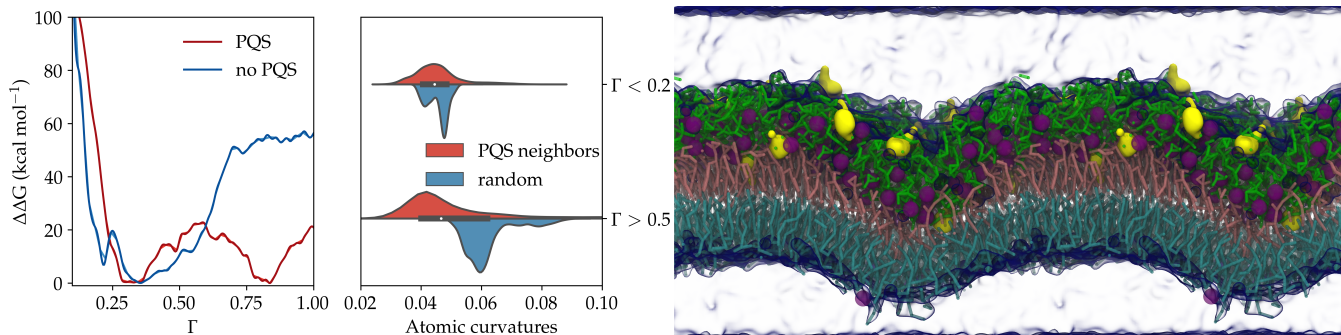 ΔΔG (kcal mol⁻¹)
100
80
60
40
20
0
PQS
no PQS
0.25 0.50 0.75 1.00
Γ
PQS neighbors
random
Γ < 0.2
Γ > 0.5
0.02 0.04 0.06 0.08 0.10
Atomic curvatures